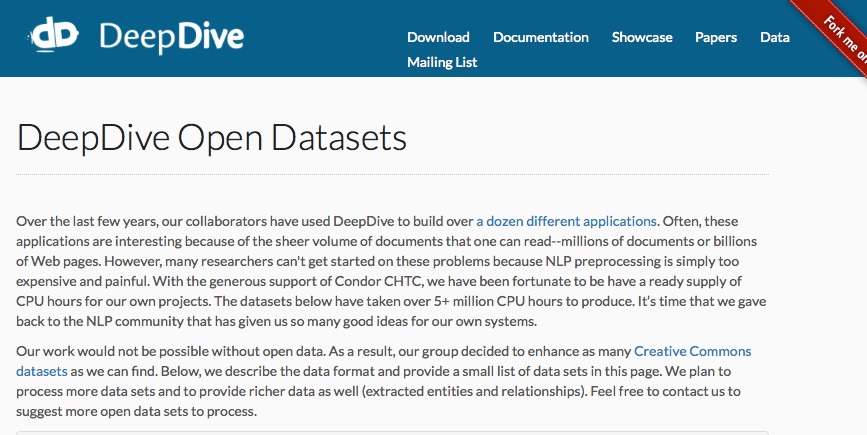 DeepDive
Download Documentation Showcase Papers Data
Mailing List
Fork me on
DeepDive Open Datasets
Over the last few years, our collaborators have used DeepDive to build over a dozen different applications. Often, these
applications are interesting because of the sheer volume of documents that one can read--millions of documents or billions
of Web pages. However, many researchers can't get started on these problems because NLP preprocessing is simply too
expensive and painful. With the generous support of Condor CHTC, we have been fortunate to be have a ready supply of
CPU hours for our own projects. The datasets below have taken over 5+ million CPU hours to produce. It's time that we gave
back to the NLP community that has given us so many good ideas for our own systems.
Our work would not be possible without open data. As a result, our group decided to enhance as many Creative Commons
datasets as we can find. Below, we describe the data format and provide a small list of data sets in this page. We plan to
process more data sets and to provide richer data as well (extracted entities and relationships). Feel free to contact us to
suggest more open data sets to process.